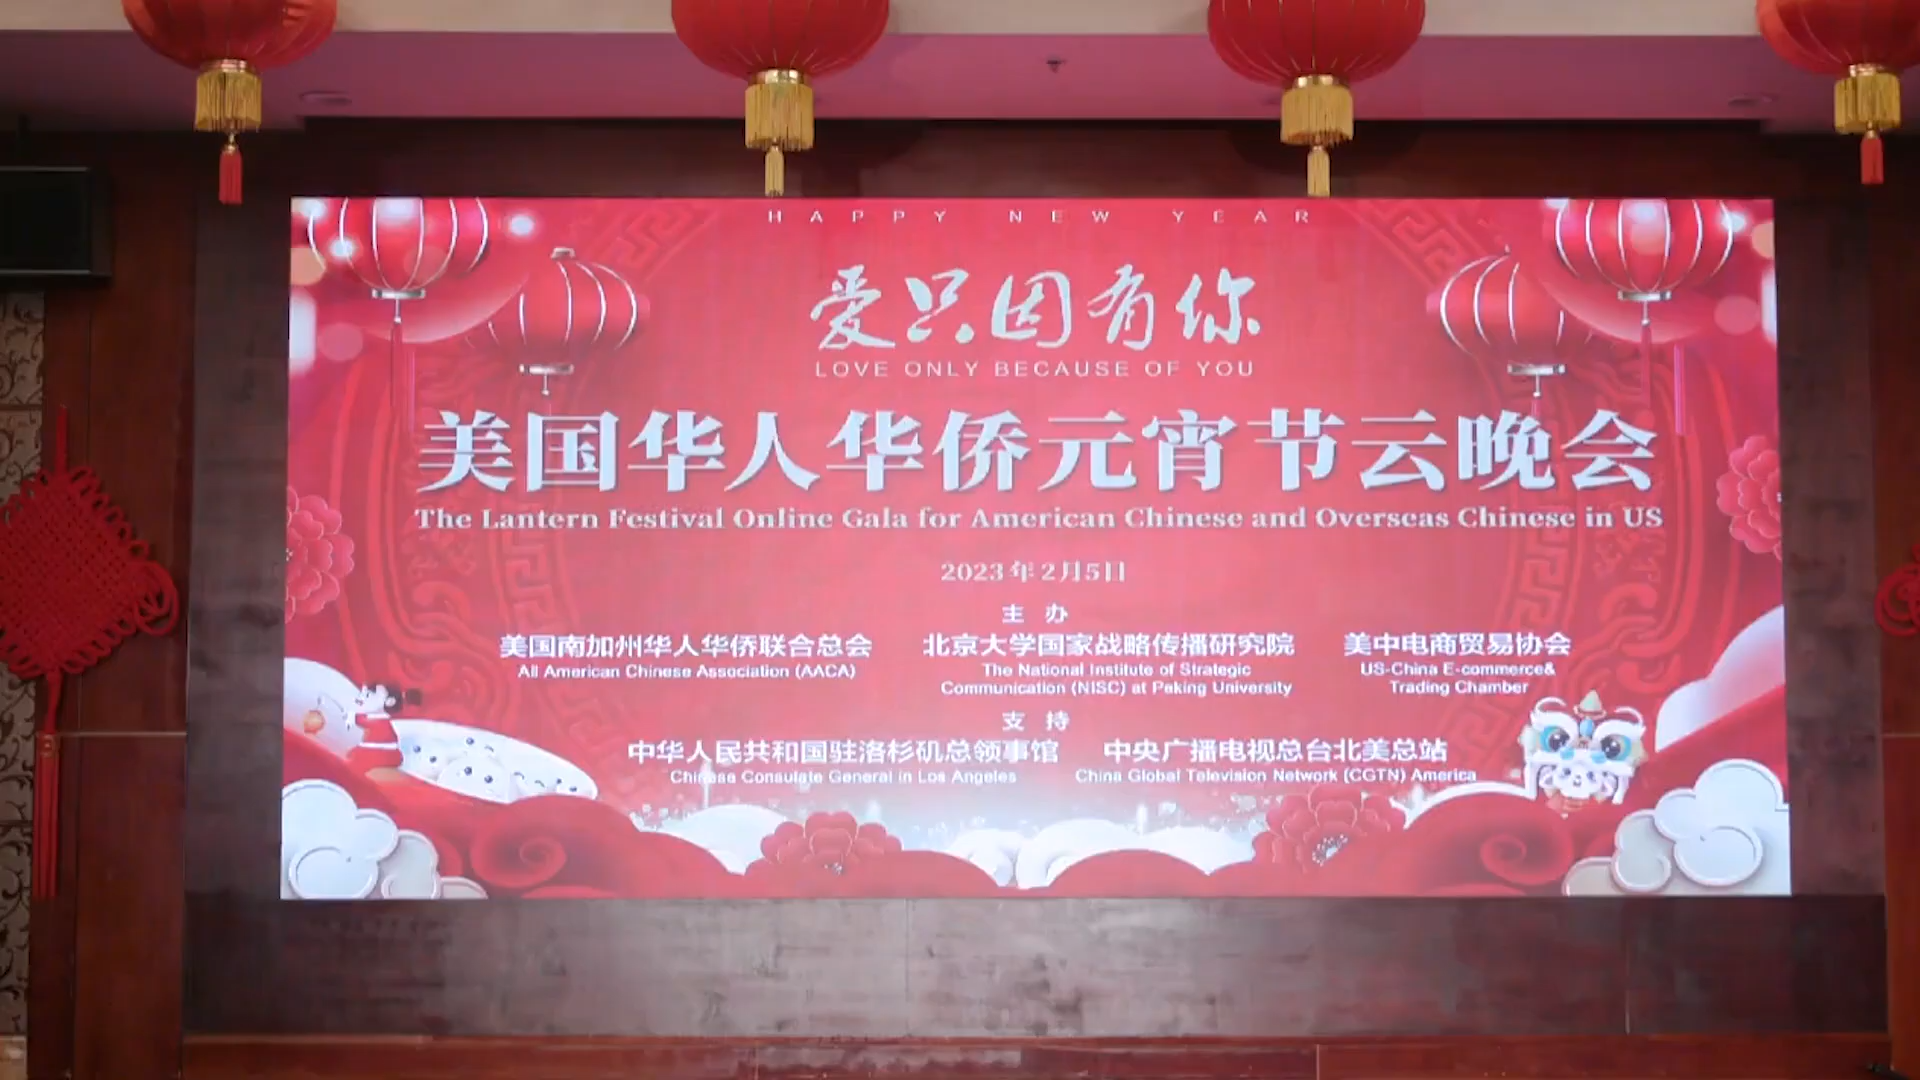 HAPPY NEW YEAR
爱只因有你
LOVE ONLY BECAUSE OF YOU
美国华人华侨元宵节云晚会
The Lantern Festival Online Gala for American Chinese and Overseas Chinese in US
2023年2月5日
主办
美国南加州华人华侨联合总会
All American Chinese Association (AACA)
北京大学国家战略传播研究院
The National Institute of Strategic
Communication (NISC) at Peking University
美中电商贸易协会
US-China E-commerce&
Trading Chamber
支持
中华人民共和国驻洛杉矶总领事馆
Chinese Consulate General in Los Angeles
中央广播电视总台北美总站
China Global Television Network (CGTN) America